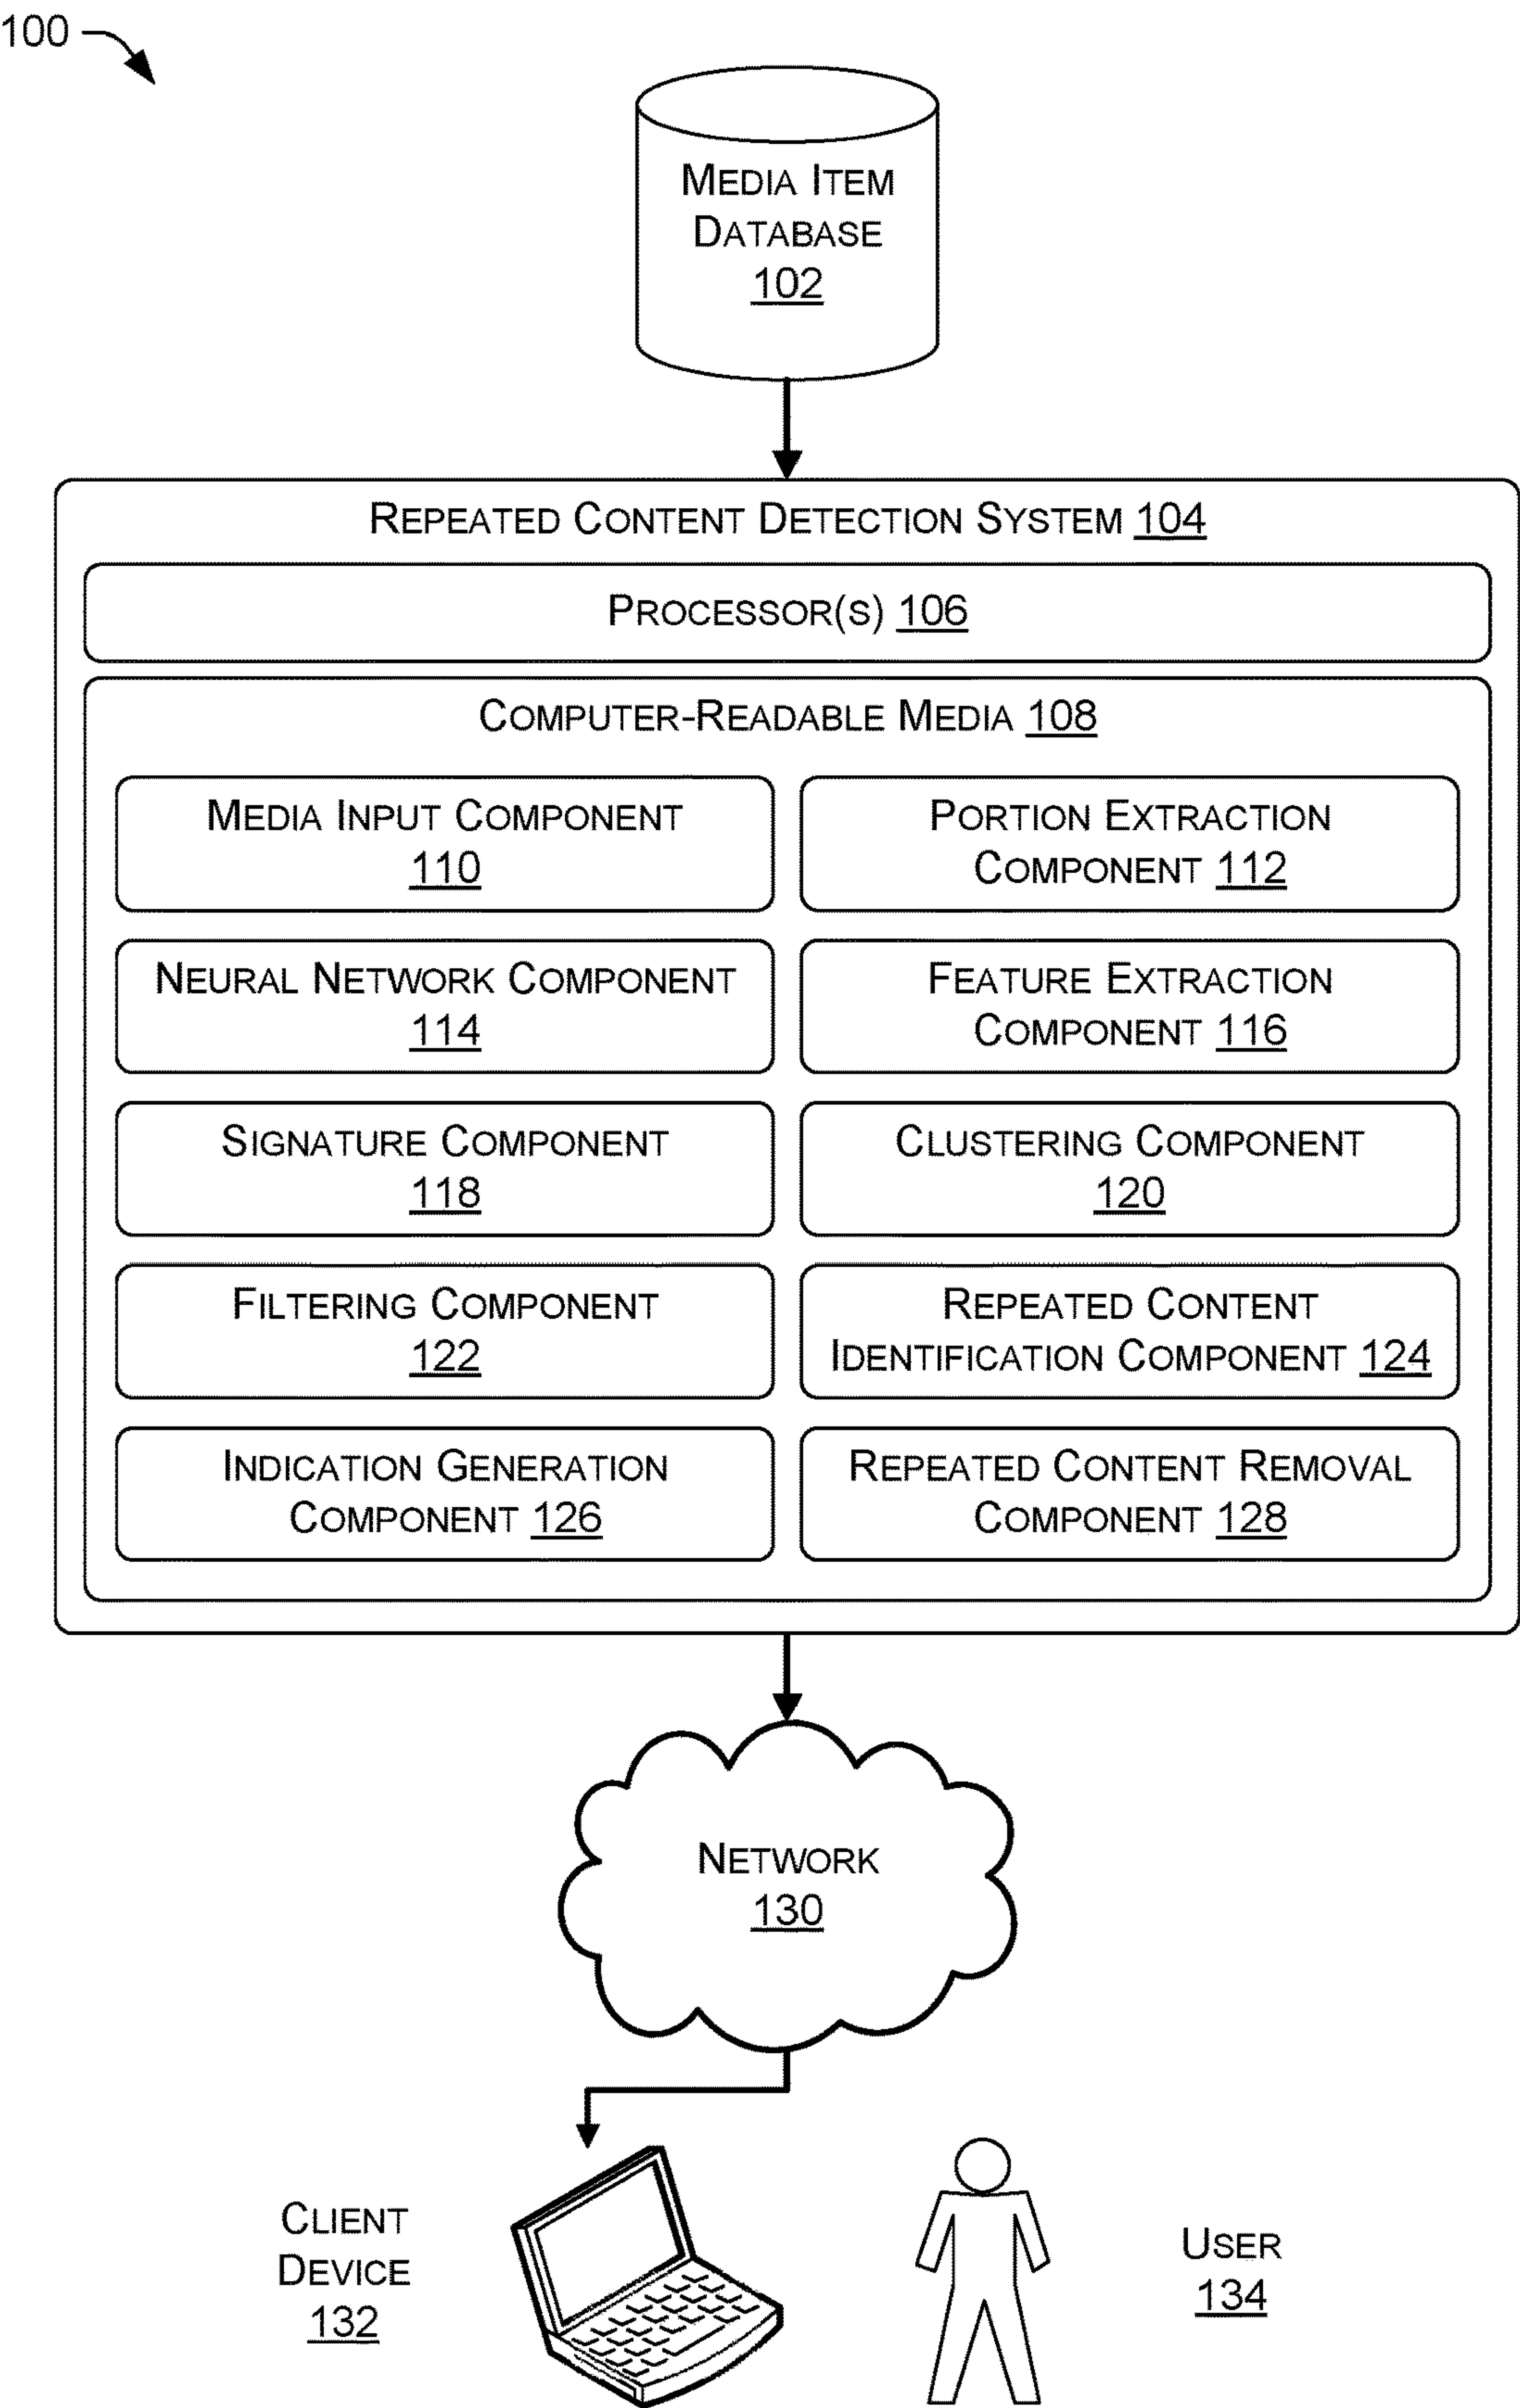 100
MEDIA ITEM
DATABASE
102
REPEATED CONTENT DETECTION SYSTEM 104
PROCESSOR(S) 106
COMPUTER-READABLE MEDIA 108
MEDIA INPUT COMPONENT
110
PORTION EXTRACTION
COMPONENT 112
NEURAL NETWORK COMPONENT
114
FEATURE EXTRACTION
COMPONENT 116
SIGNATURE COMPONENT
118
CLUSTERING COMPONENT
120
FILTERING COMPONENT
122
REPEATED CONTENT
IDENTIFICATION COMPONENT 124
INDICATION GENERATION
COMPONENT 126
REPEATED CONTENT REMOVAL
COMPONENT 128
NETWORK
130
CLIENT
DEVICE
132
USER
134